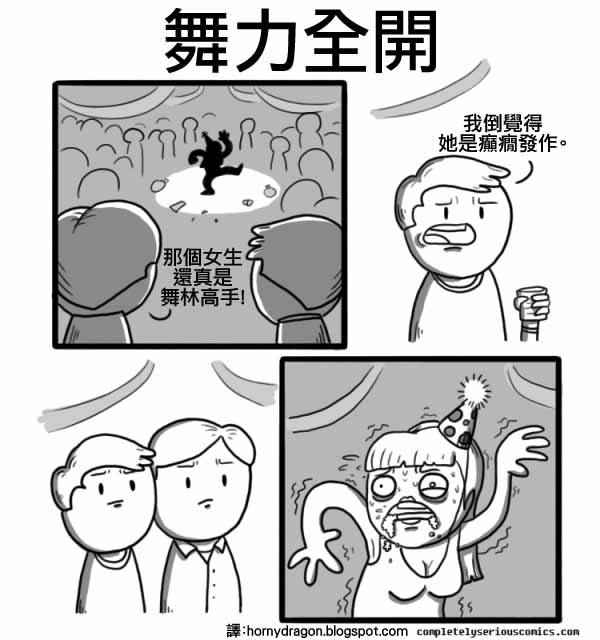 舞力全開
那個女生
還真是
舞林高手!
我倒覺得
她是癲癇發作。
譯:hornydragon.blogspot.com
completelyseriouscomics.com